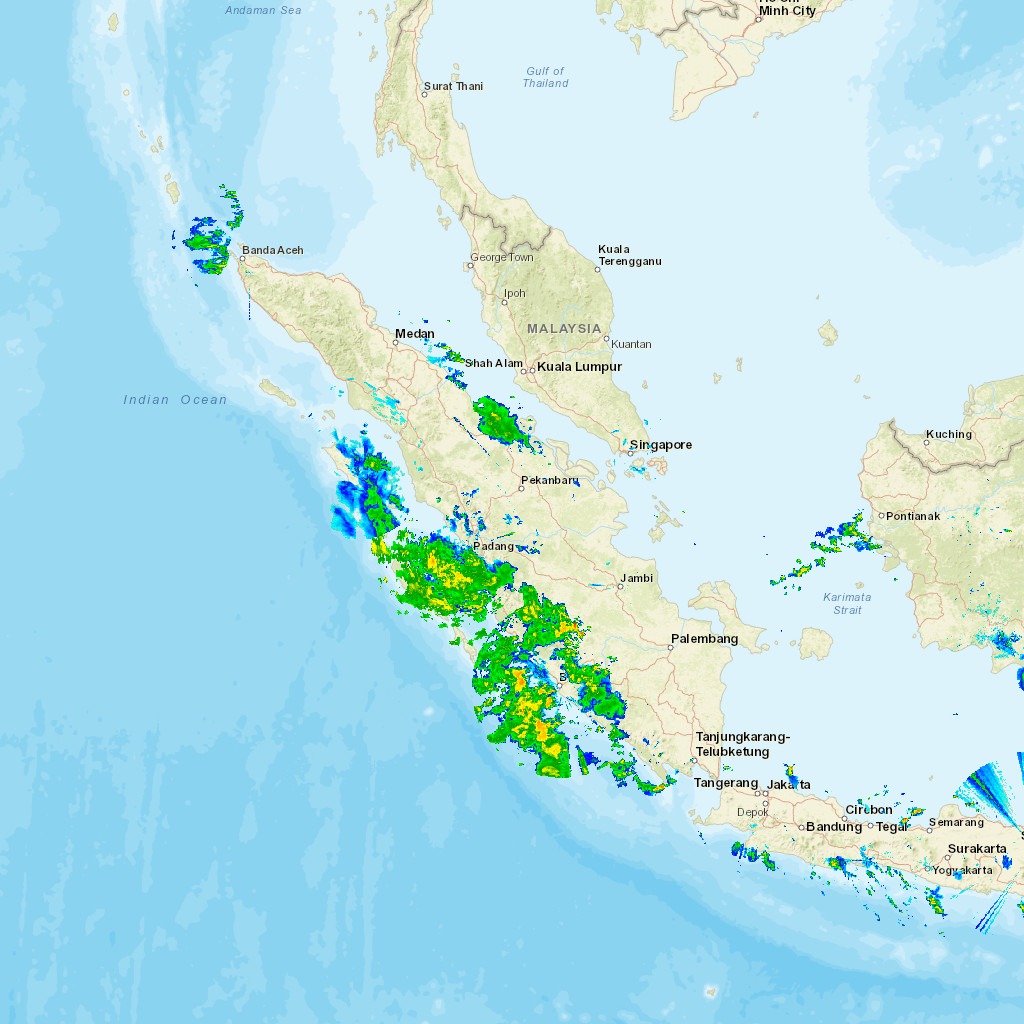 Andaman Sea
Minh City
Gulf of
Thailand
Surat Thani
Banda Aceh
George Town
Kuala
Terengganu
Ipoh
MALAYSIA
Medan
Kuantan
Shah Alam
Kuala Lumpur
Indian Ocean
Kuching
Singapore
Pekanbaru
Pontianak
Padang
Jambi
Karimata
Strait
Palembang
Tanjungkarang-
Telubketung
Tangerang
Jakarta
Depok
Cirebon
Bandung
Tegal
Semarang
Surakarta
Yogyakarta